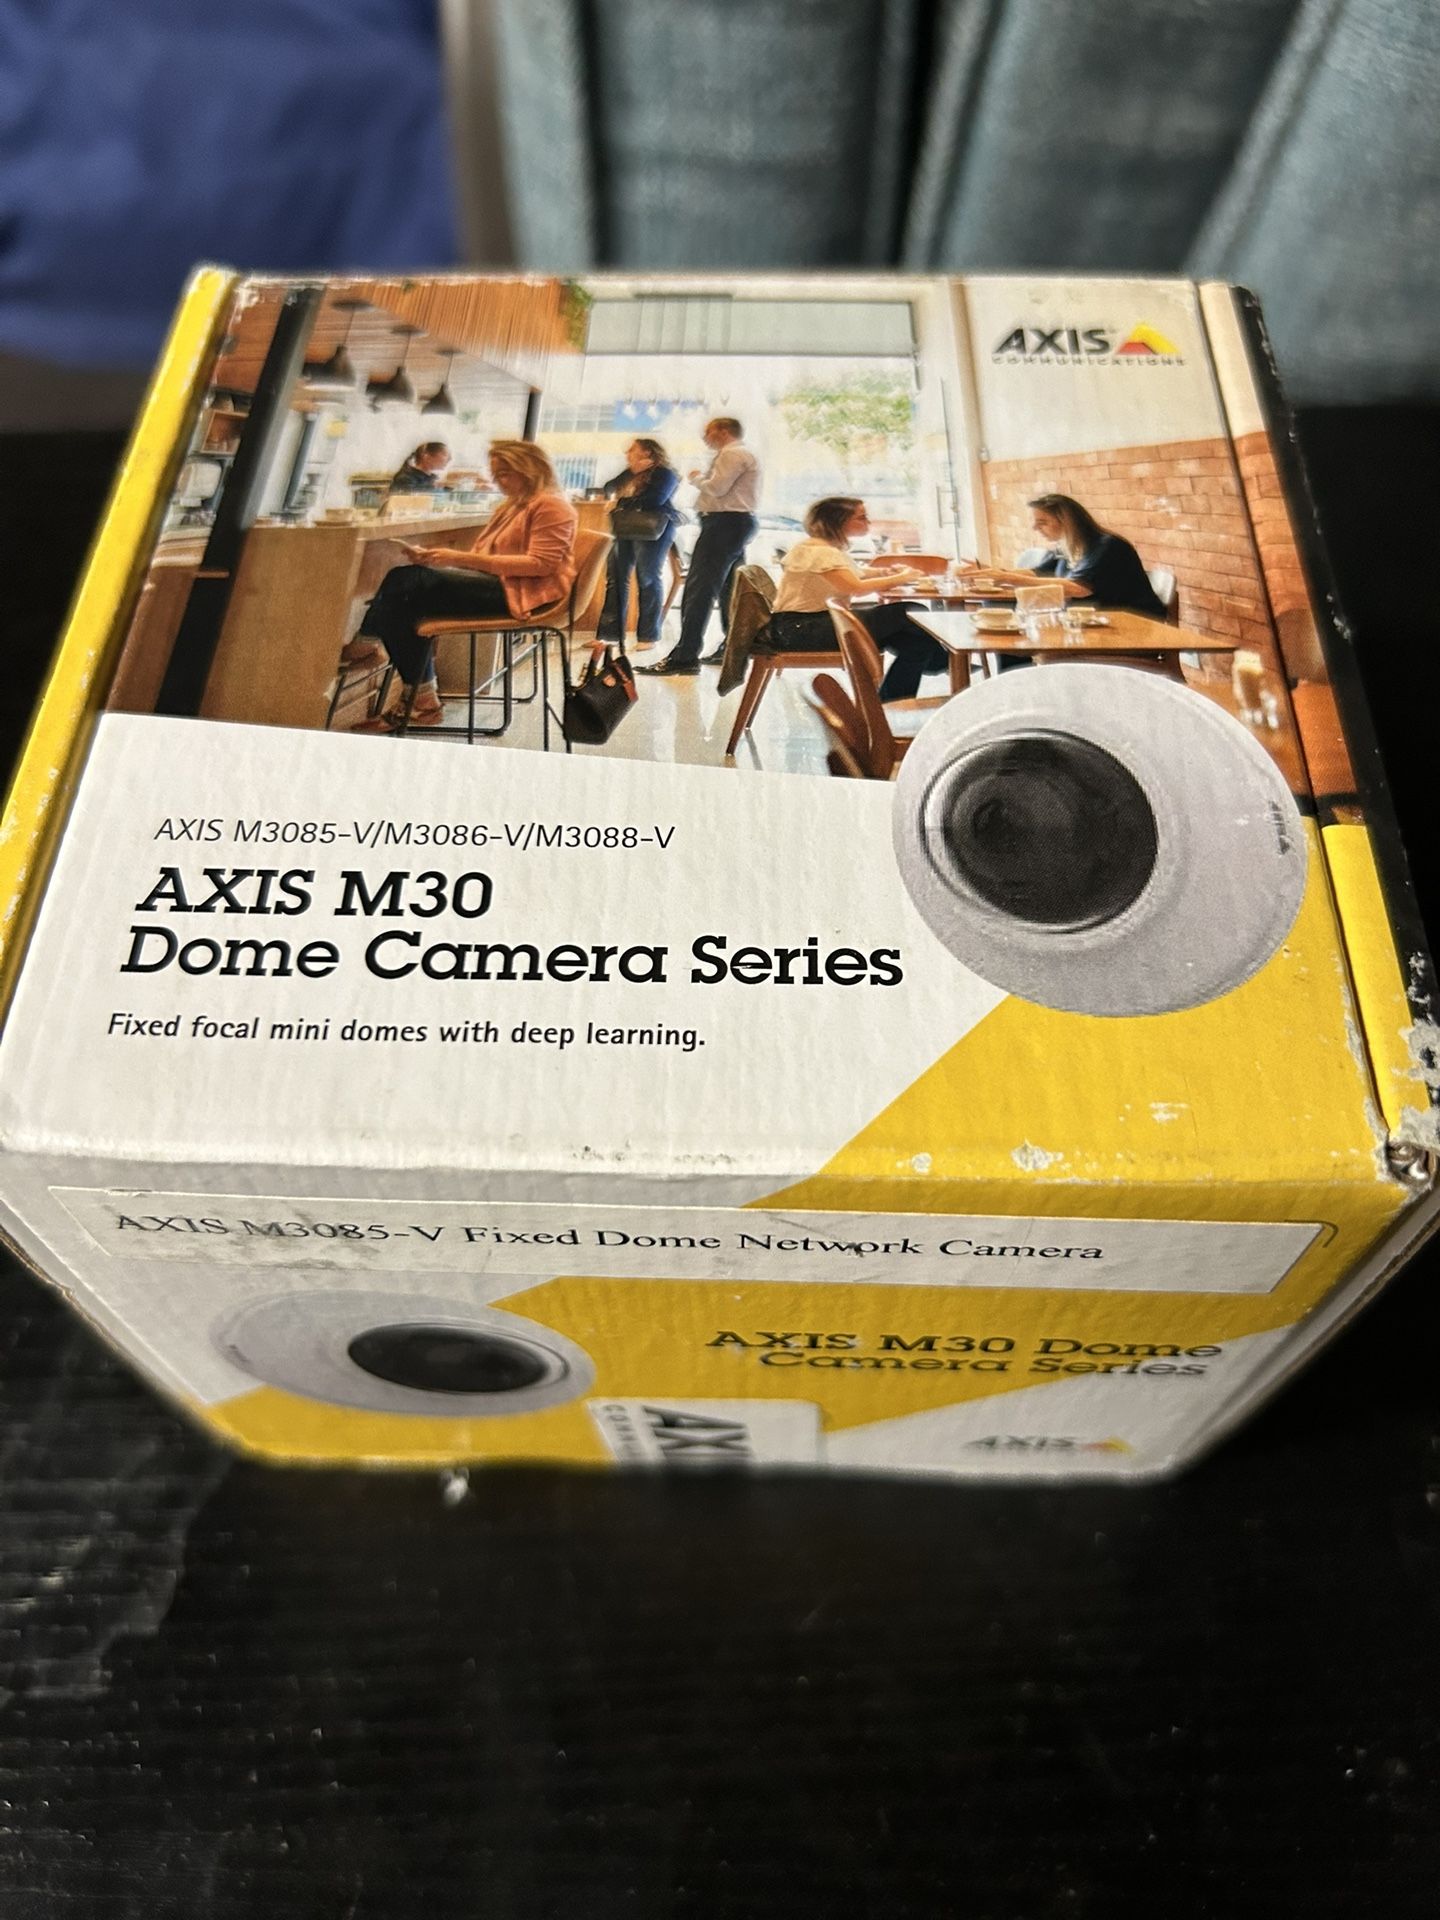 AXIS
COMMUNICATIONS
AXIS M3085-V/M3086-V/M3088-V
AXIS M30
Dome Camera Series
Fixed focal mini domes with deep learning.
AXIS M3085-V Fixed Dome Network Camera
AXIS M30 Dome
Camera Series
AXIS